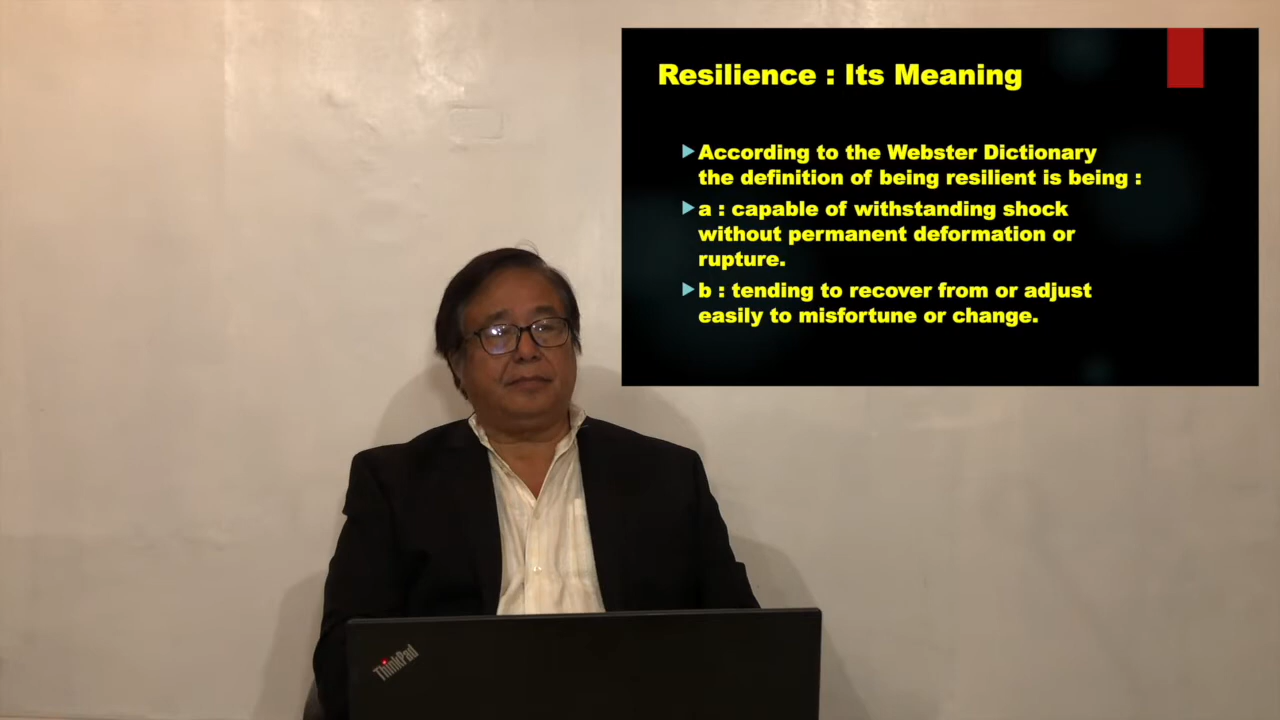 Resilience : Its Meaning
According to the Webster Dictionary
the definition of being resilient is being :
a : capable of withstanding shock
without permanent deformation or
rupture.
b : tending to recover from or adjust
easily to misfortune or change.
ThinkPad